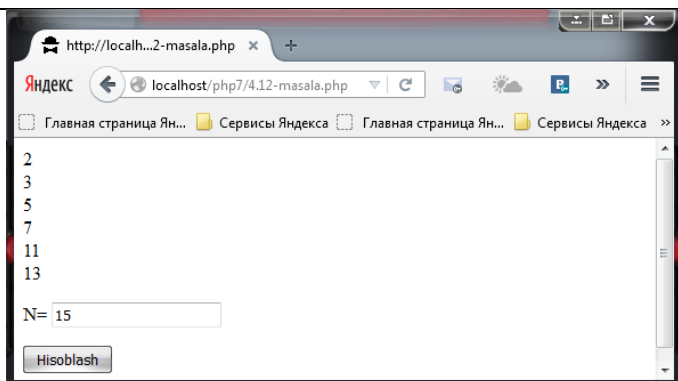 http://localh...2-masala.php
Яндекс localhost/php7/4.12-masala.php
Главная страница Ян... Сервисы Яндекса Главная страница Ян... Сервисы Яндекса
2
3
5
7
11
13
N= 15
Hisoblash